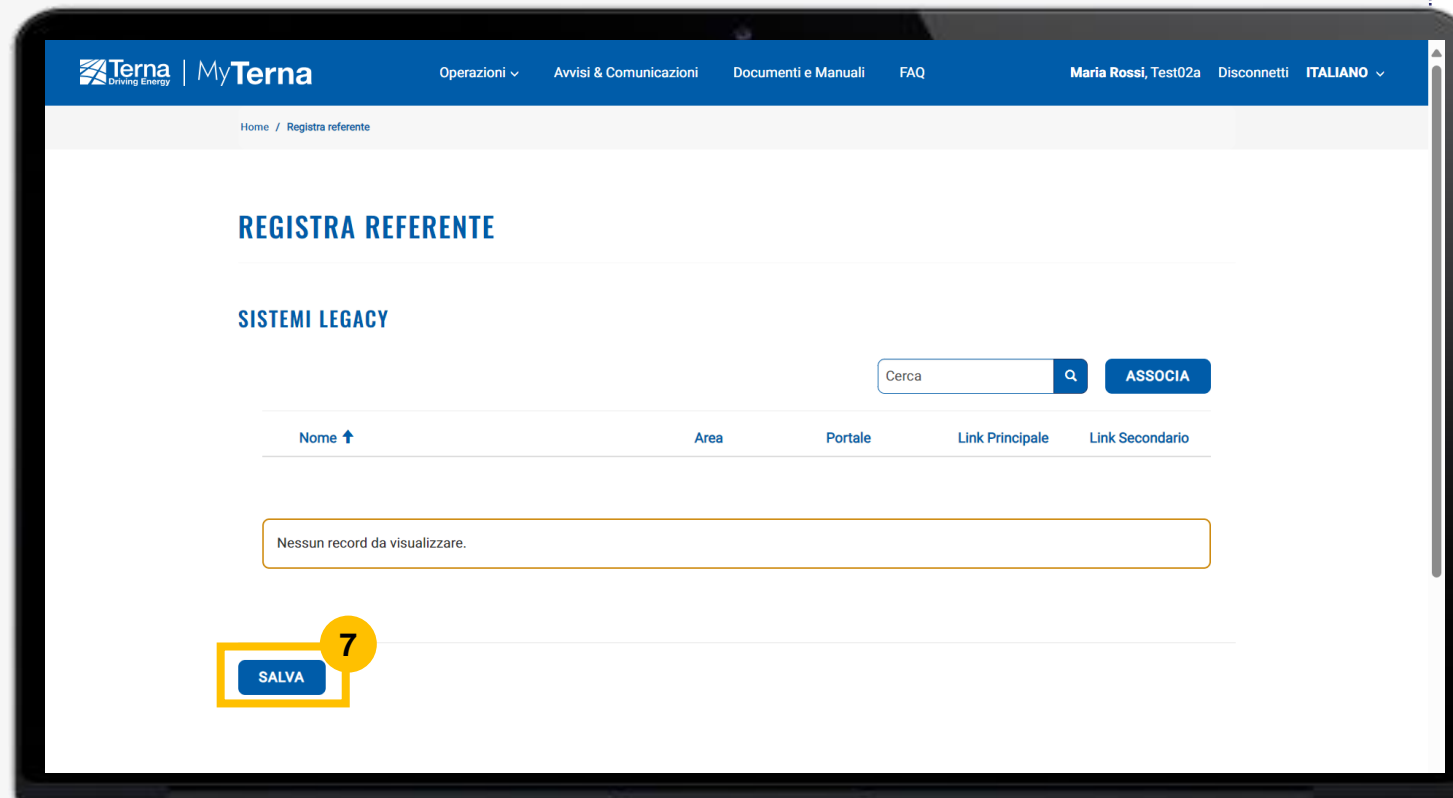 Terna Driving Energy | MyTerna Operazioni Avvisi & Comunicazioni Documenti e Manuali FAQ Maria Rossi, Test02a Disconnetti ITALIANO
Home / Registra referente
REGISTRA REFERENTE
SISTEMI LEGACY
Cerca ASSOCIA
Nome Area Portale Link Principale Link Secondario
Nessun record da visualizzare.
7
SALVA